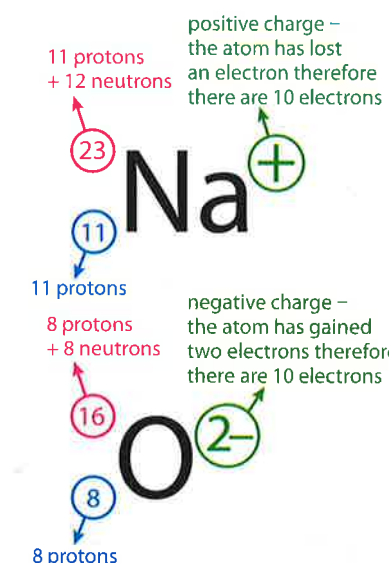 11 protons
+ 12 neutrons
positive charge –
the atom has lost
an electron therefore
there are 10 electrons
23
Na
+
11
11 protons
8 protons
+ 8 neutrons
negative charge –
the atom has gained
two electrons therefor
there are 10 electrons
16
O
2–
8
8 protons